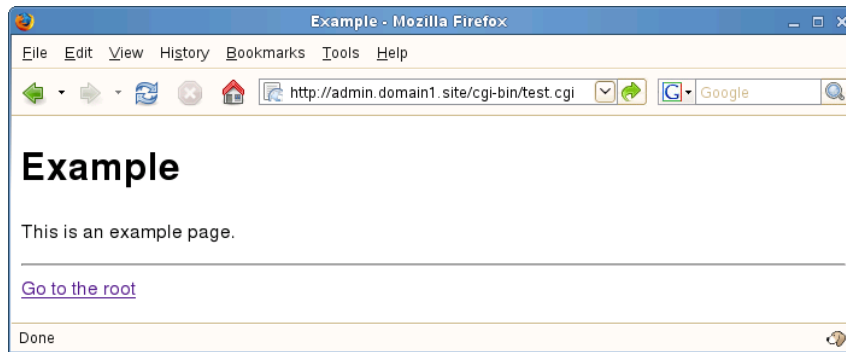 Example - Mozilla Firefox
File Edit View History Bookmarks Tools Help
http://admin.domain1.site/cgi-bin/test.cgi G Google
Example
This is an example page.
Go to the root
Done